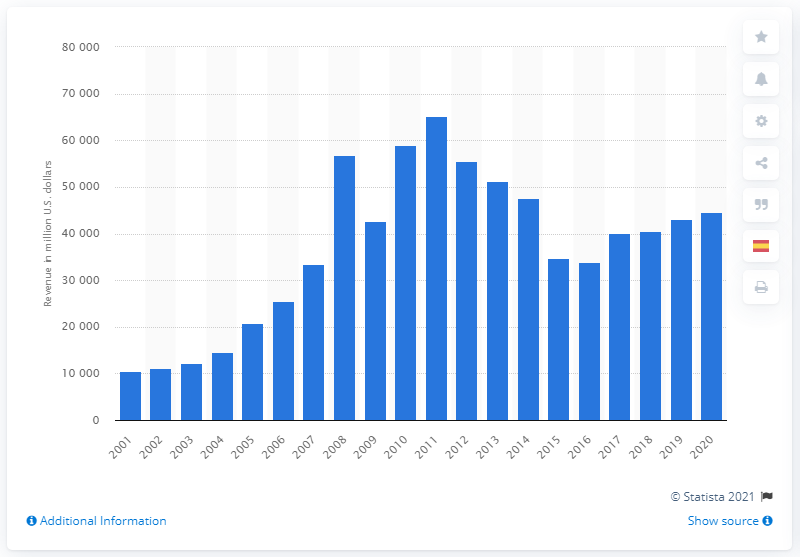 80 000
70 000
60 000
50 000
40 000
30 000
20 000
10 000
0
Revenue in million U.S. dollars
2001 2002 2003 2004 2005 2006 2007 2008 2009 2010 2011 2012 2013 2014 2015 2016 2017 2018 2019 2020
© Statista 2021
Additional Information
Show source